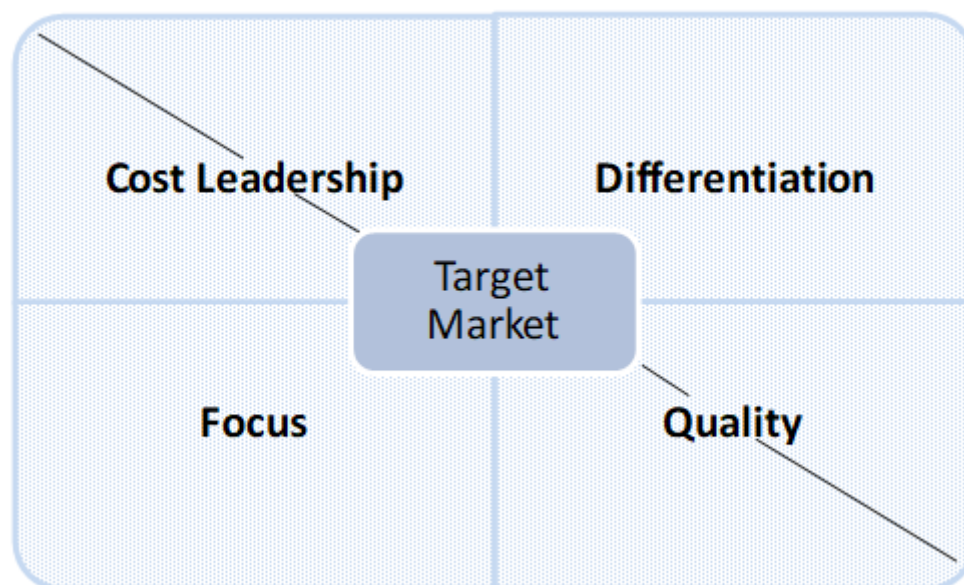 Cost Leadership
Differentiation
Target
Market
Focus
Quality